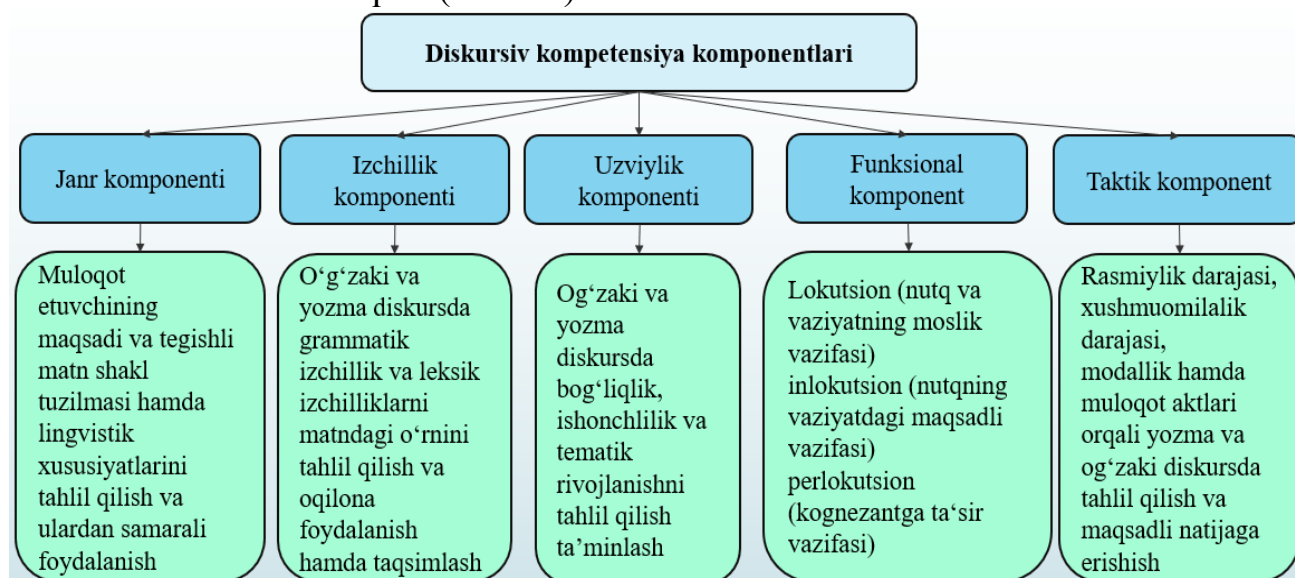 Diskursiv kompetensiya komponentlari
Janr komponenti
Izchillik
komponenti
Uzviylik
komponenti
Funksional
komponent
Taktik komponent
Muloqot
etuvchining
maqsadi va tegishli
matn shakl
tuzilmasi hamda
lingvistik
xususiyatlarini
tahlil qilish va
ulardan samarali
foydalanish
O‘g‘zaki va
yozma diskursda
grammatik
izchillik va leksik
izchilliklarni
matndagi o‘rnini
tahlil qilish va
oqilona
foydalanish
hamda taqsimlash
Og‘zaki va
yozma
diskursda
bog‘liqlik,
ishonchlilik va
tematik
rivojlanishni
tahlil qilish
ta’minlash
Lokutsion (nutq va
vaziyatning moslik
vazifasi)
inlokutsion (nutqning
vaziyatdagi maqsadli
vazifasi)
perlokutsion
(kognezantga ta‘sir
vazifasi)
Rasmiylik darajasi,
xushmuomilalik
darajasi,
modallik hamda
muloqot aktlari
orqali yozma va
og‘zaki diskursda
tahlil qilish va
maqsadli natijaga
erishish